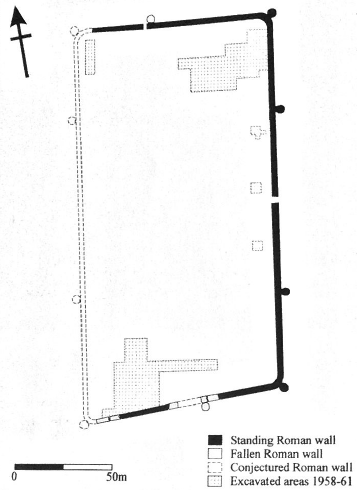 Standing Roman wall
Fallen Roman wall
Conjectured Roman wall
Excavated areas 1958-61
0 50m